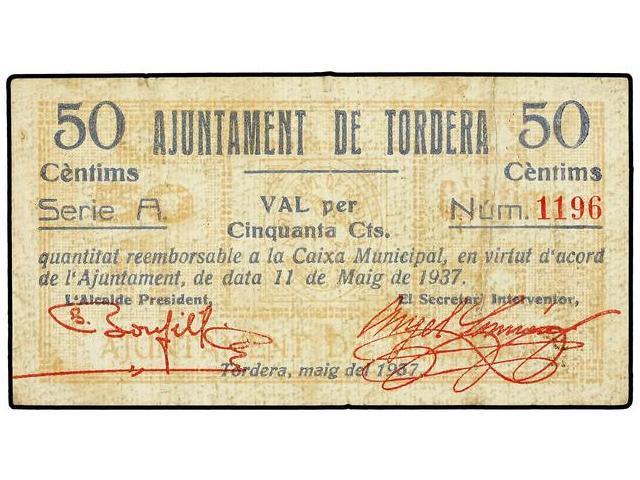 50 AJUNTAMENT DE TORDERA 50
Cèntims Cèntims
Serie A. VAL per Núm. 1196
Cinquanta Cts.
quantitat reemborsable a la Caixa Municipal, en virtut d'acord
de l'Ajuntament, de data 11 de Maig de 1937.
L'Alcalde President, El Secretari Interventor,
Tordera, maig del 1937.